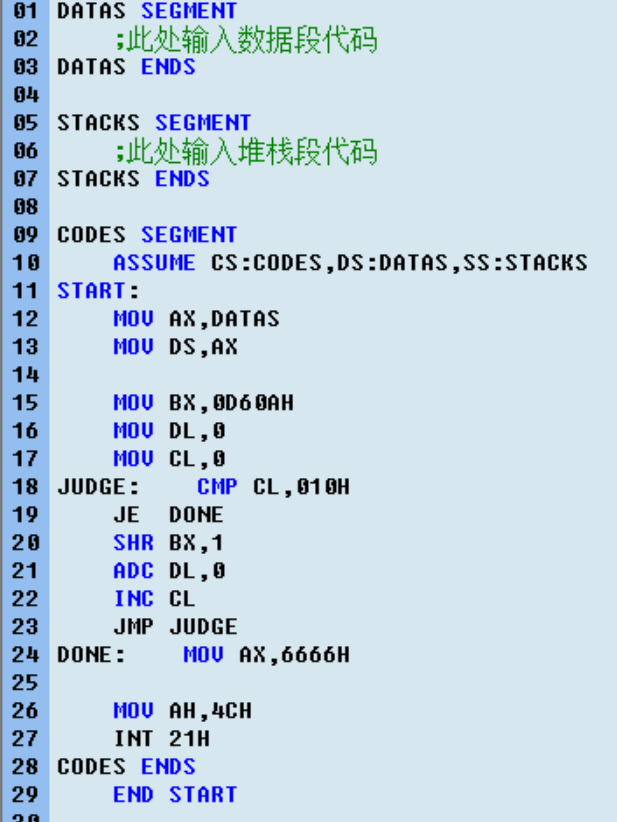 01 DATAS SEGMENT
02     ;此处输入数据段代码
03 DATAS ENDS
04
05 STACKS SEGMENT
06     ;此处输入堆栈段代码
07 STACKS ENDS
08
09 CODES SEGMENT
10     ASSUME CS:CODES,DS:DATAS,SS:STACKS
11 START:
12     MOV AX,DATAS
13     MOV DS,AX
14
15     MOV BX,0D60AH
16     MOV DL,0
17     MOV CL,0
18 JUDGE:    CMP CL,010H
19     JE  DONE
20     SHR BX,1
21     ADC DL,0
22     INC CL
23     JMP JUDGE
24 DONE:    MOV AX,6666H
25
26     MOV AH,4CH
27     INT 21H
28 CODES ENDS
29     END START